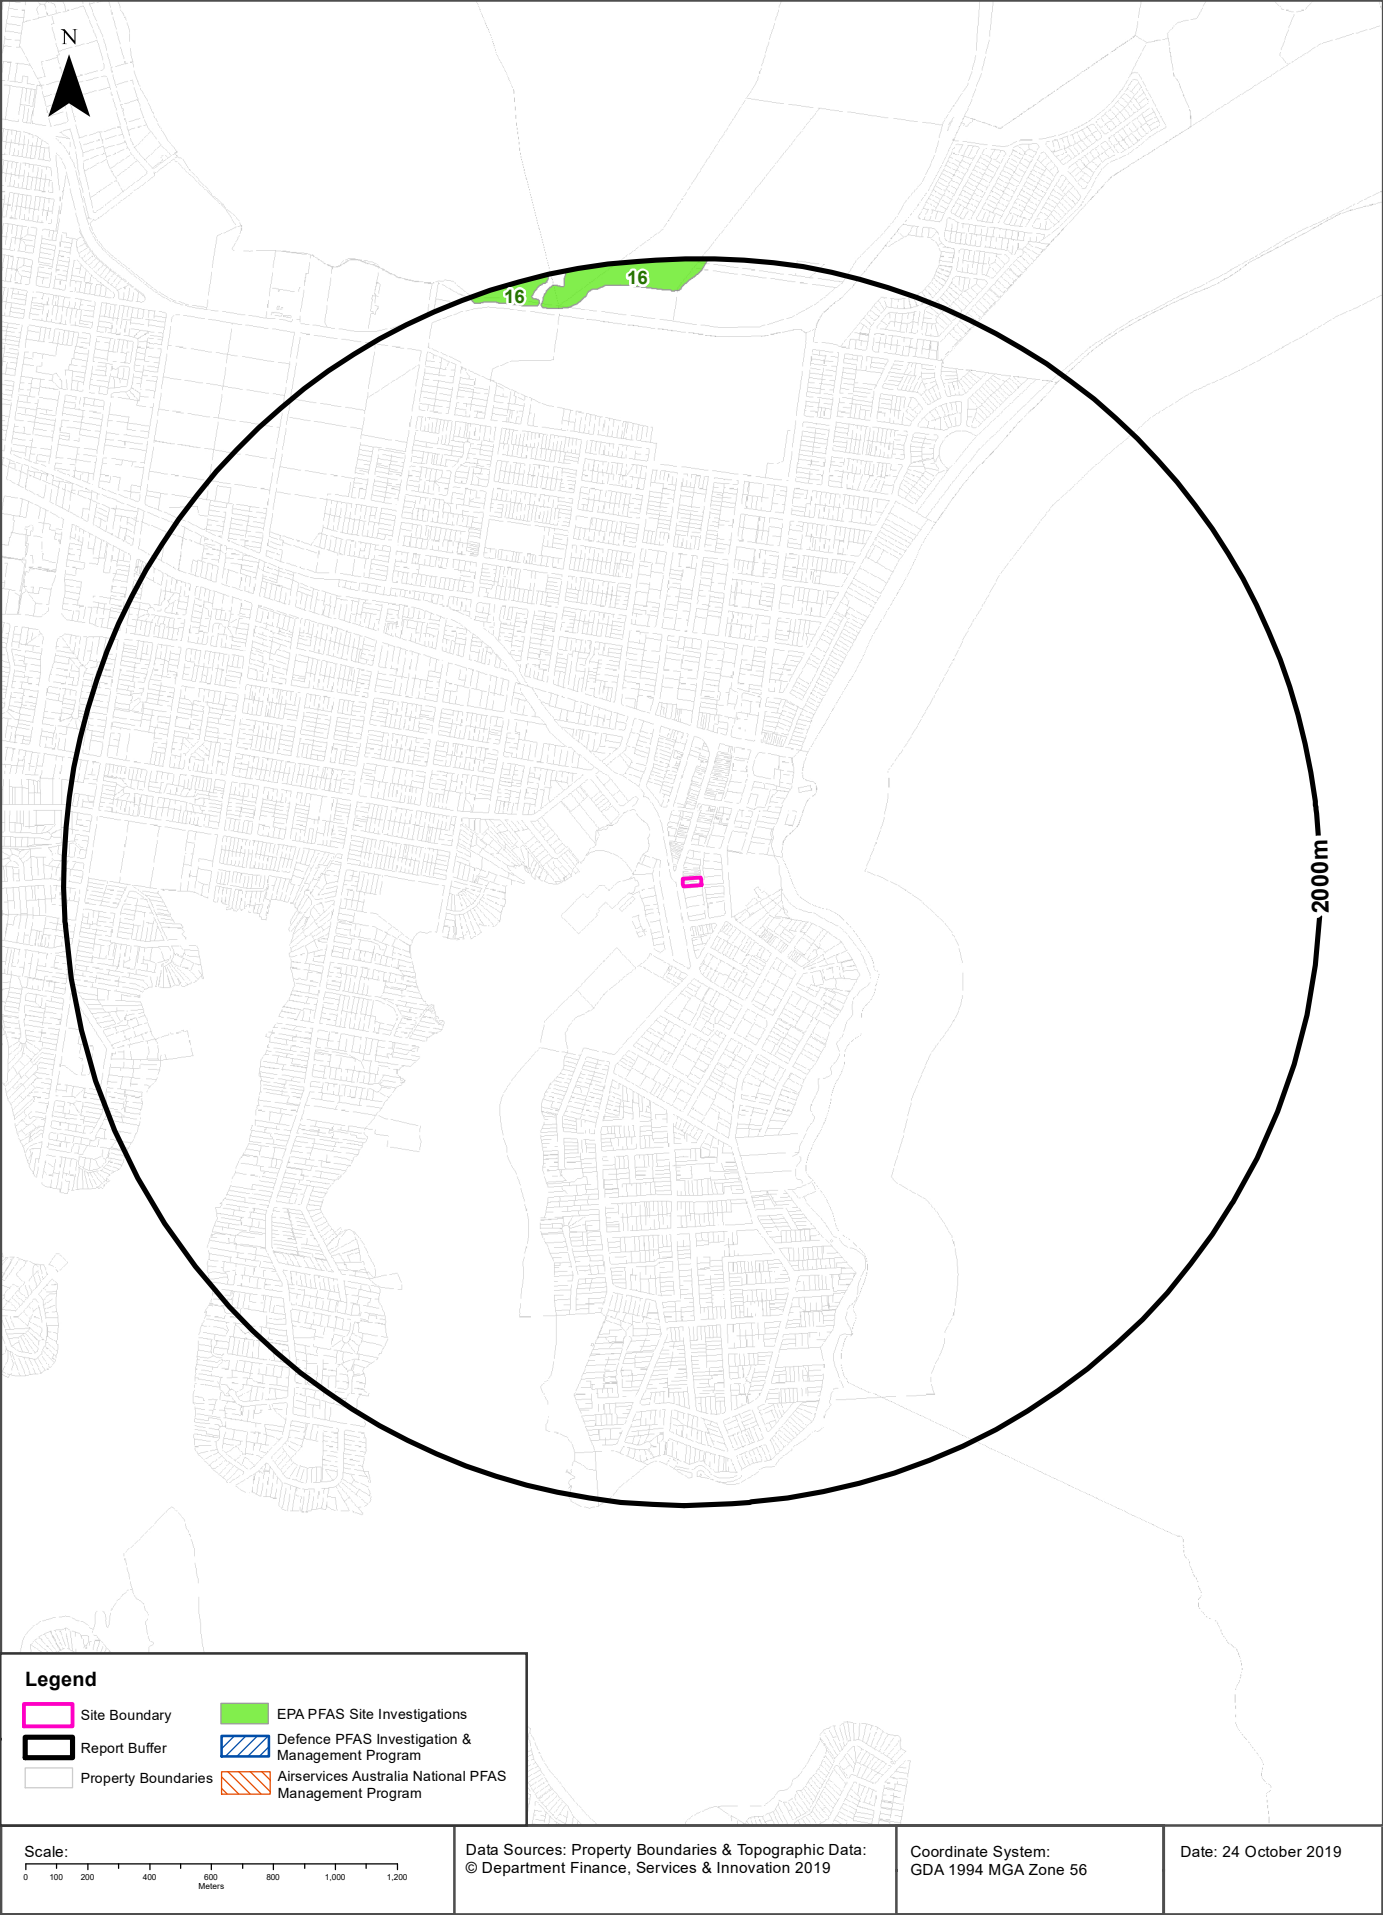 N
16
16
2000m
Legend
Site Boundary
Report Buffer
Property Boundaries
EPA PFAS Site Investigations
Defence PFAS Investigation &
Management Program
Airservices Australia National PFAS
Management Program
Scale:
0 100 200 400 600 800 1,000 1,200
Meters
Data Sources: Property Boundaries & Topographic Data:
© Department Finance, Services & Innovation 2019
Coordinate System:
GDA 1994 MGA Zone 56
Date: 24 October 2019